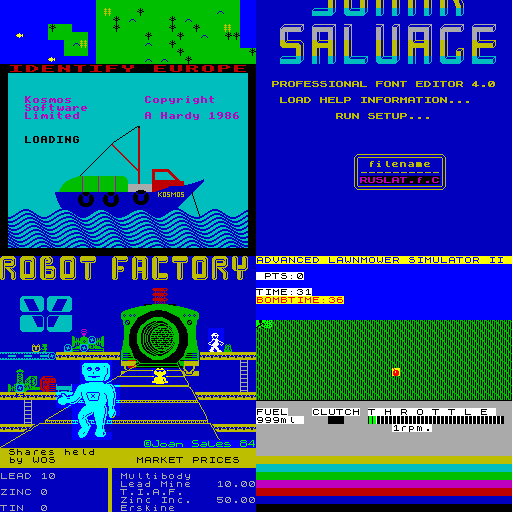 IDENTIFY EUROPE
Kosmos
Software
Limited
Copyright
A Hardy 1986
LOADING
KOSMOS
SALVAGE
PROFESSIONAL FONT EDITOR 4.0
LOAD HELP INFORMATION...
RUN SETUP...
filename
RUSLAT.f.C
ROBOT FACTORY
©Joan Sales 84
Shares held
by WOS
MARKET PRICES
LEAD 10
ZINC 0
TIN 0
Multibody
Lead Mine 10.00
T.I.A.F.
Zinc Inc. 50.00
Erskine
ADVANCED LAWNMOWER SIMULATOR II
PTS:0
TIME:31
BOMBTIME:36
FUEL
999ml
CLUTCH
THROTTLE
1rpm.